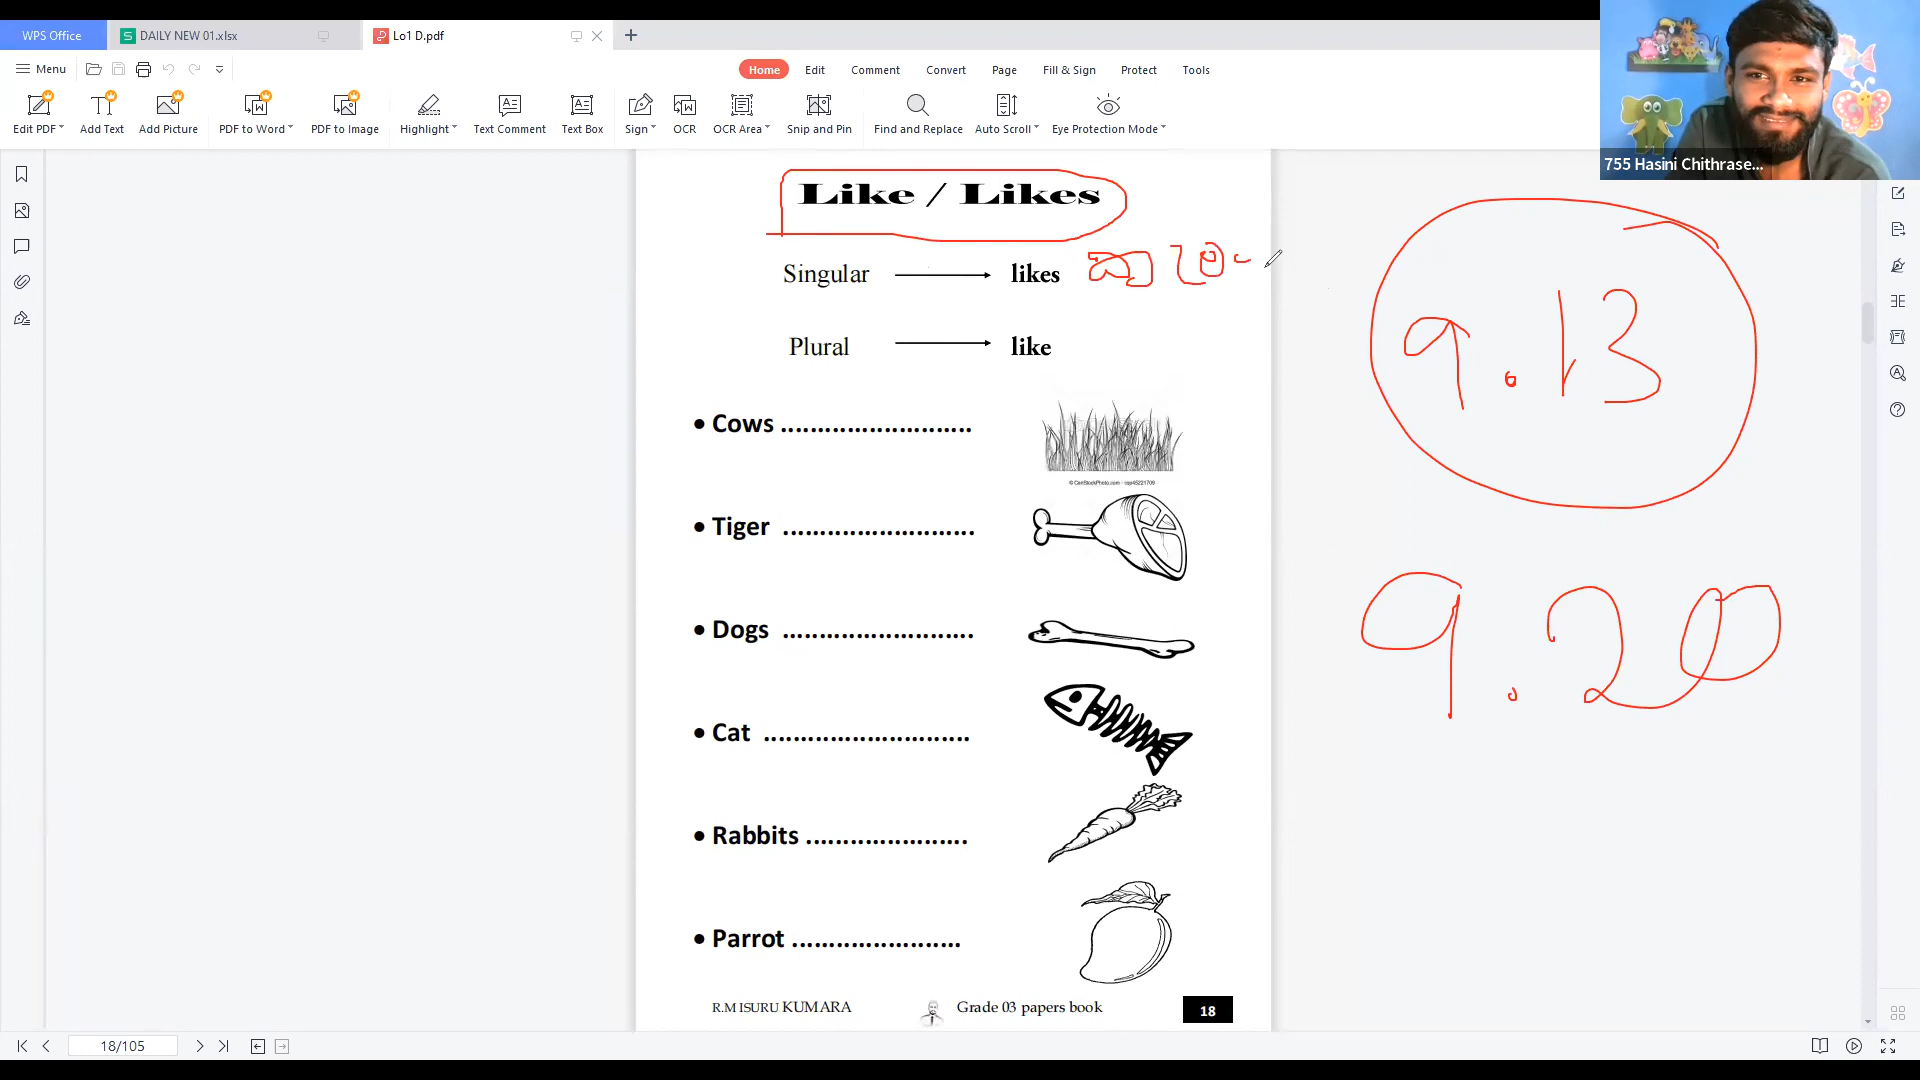 WPS Office
DAILY NEW 01.xlsx
Lo1 D.pdf
Menu
Home Edit Comment Convert Page Fill & Sign Protect Tools
Edit PDF Add Text Add Picture PDF to Word PDF to Image Highlight Text Comment Text Box Sign OCR OCR Area Snip and Pin Find and Replace Auto Scroll Eye Protection Mode
755 Hasini Chithrase...
Like / Likes
Singular likes
Plural like
9.13
• Cows ..........................
© CanStockPhoto.com - csp45221709
• Tiger ..........................
• Dogs ..........................
9.20
• Cat ............................
• Rabbits ......................
• Parrot .......................
R.M ISURU KUMARA Grade 03 papers book 18
18/105